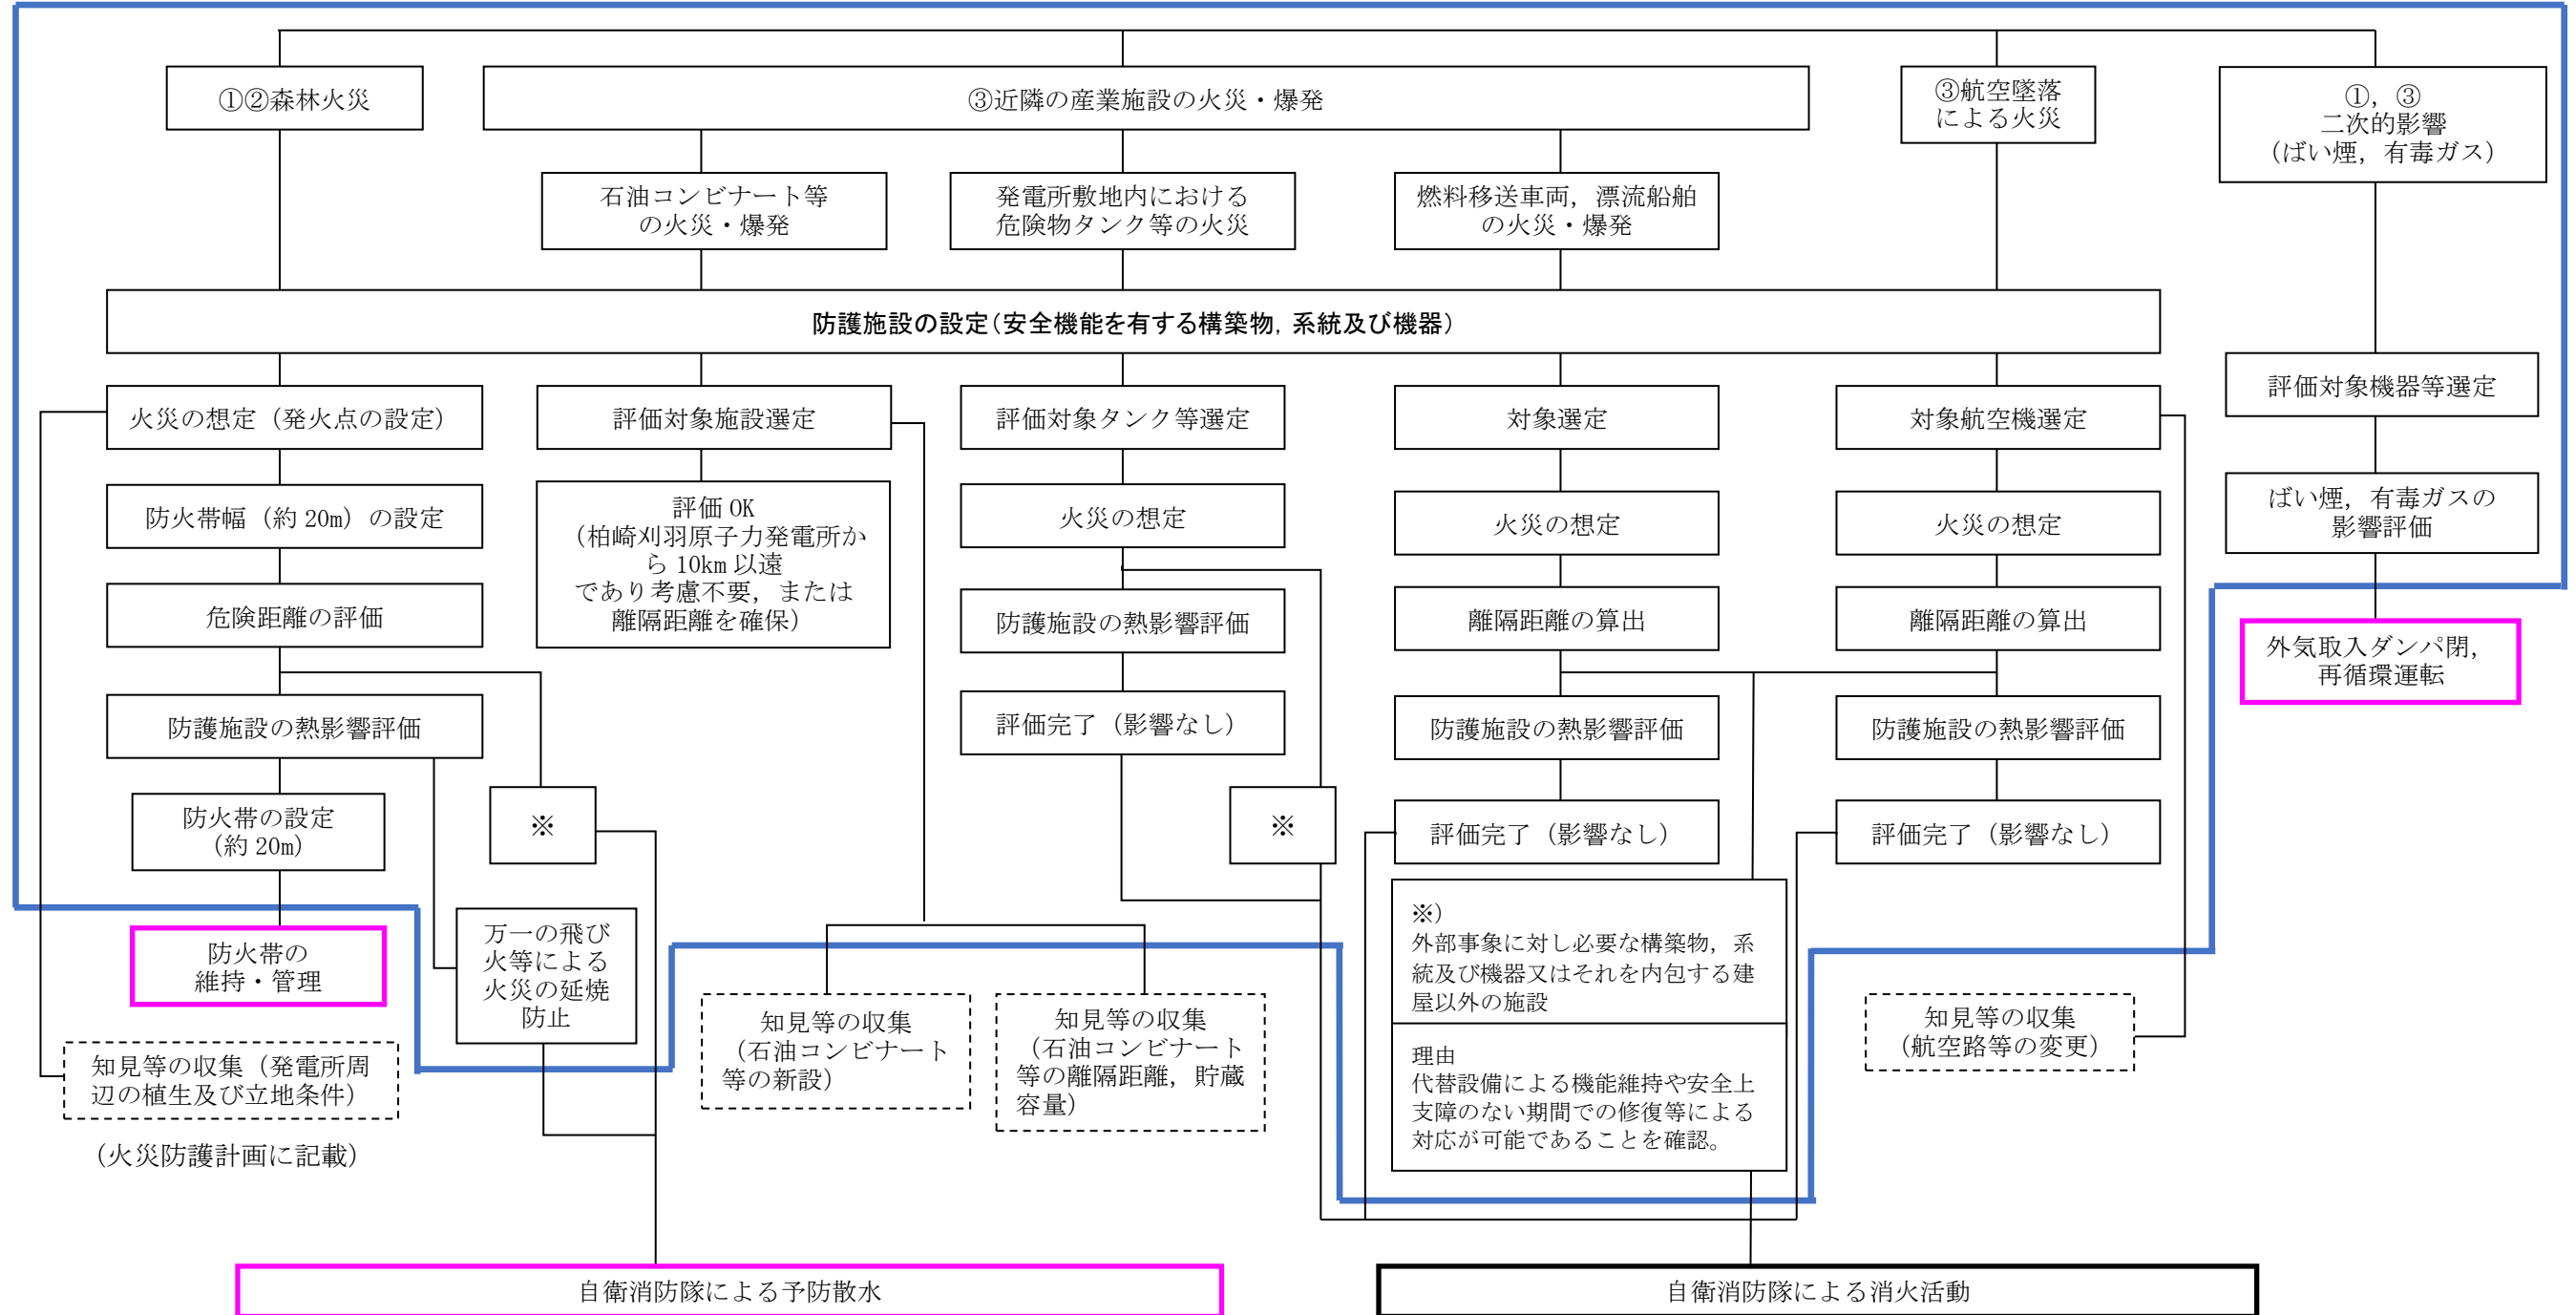 ①②森林火災
③近隣の産業施設の火災・爆発
③航空墜落
による火災
①，③
二次的影響
（ばい煙，有毒ガス）
石油コンビナート等
の火災・爆発
発電所敷地内における
危険物タンク等の火災
燃料移送車両，漂流船舶
の火災・爆発
防護施設の設定（安全機能を有する構築物，系統及び機器）
火災の想定（発火点の設定）
評価対象施設選定
評価対象タンク等選定
対象選定
対象航空機選定
評価対象機器等選定
防火帯幅（約 20m）の設定
評価 OK
（柏崎刈羽原子力発電所か
ら 10km 以遠
であり考慮不要，または
離隔距離を確保）
火災の想定
火災の想定
火災の想定
ばい煙，有毒ガスの
影響評価
危険距離の評価
防護施設の熱影響評価
離隔距離の算出
離隔距離の算出
外気取入ダンパ閉，
再循環運転
防護施設の熱影響評価
評価完了（影響なし）
防護施設の熱影響評価
防護施設の熱影響評価
防火帯の設定
（約 20m）
※
※
評価完了（影響なし）
評価完了（影響なし）
防火帯の
維持・管理
万一の飛び
火等による
火災の延焼
防止
※）
外部事象に対し必要な構築物，系
統及び機器又はそれを内包する建
屋以外の施設
理由
代替設備による機能維持や安全上
支障のない期間での修復等による
対応が可能であることを確認。
知見等の収集（発電所周
辺の植生及び立地条件）
知見等の収集
（石油コンビナート
等の新設）
知見等の収集
（石油コンビナート
等の離隔距離，貯蔵
容量）
知見等の収集
（航空路等の変更）
（火災防護計画に記載）
自衛消防隊による予防散水
自衛消防隊による消火活動